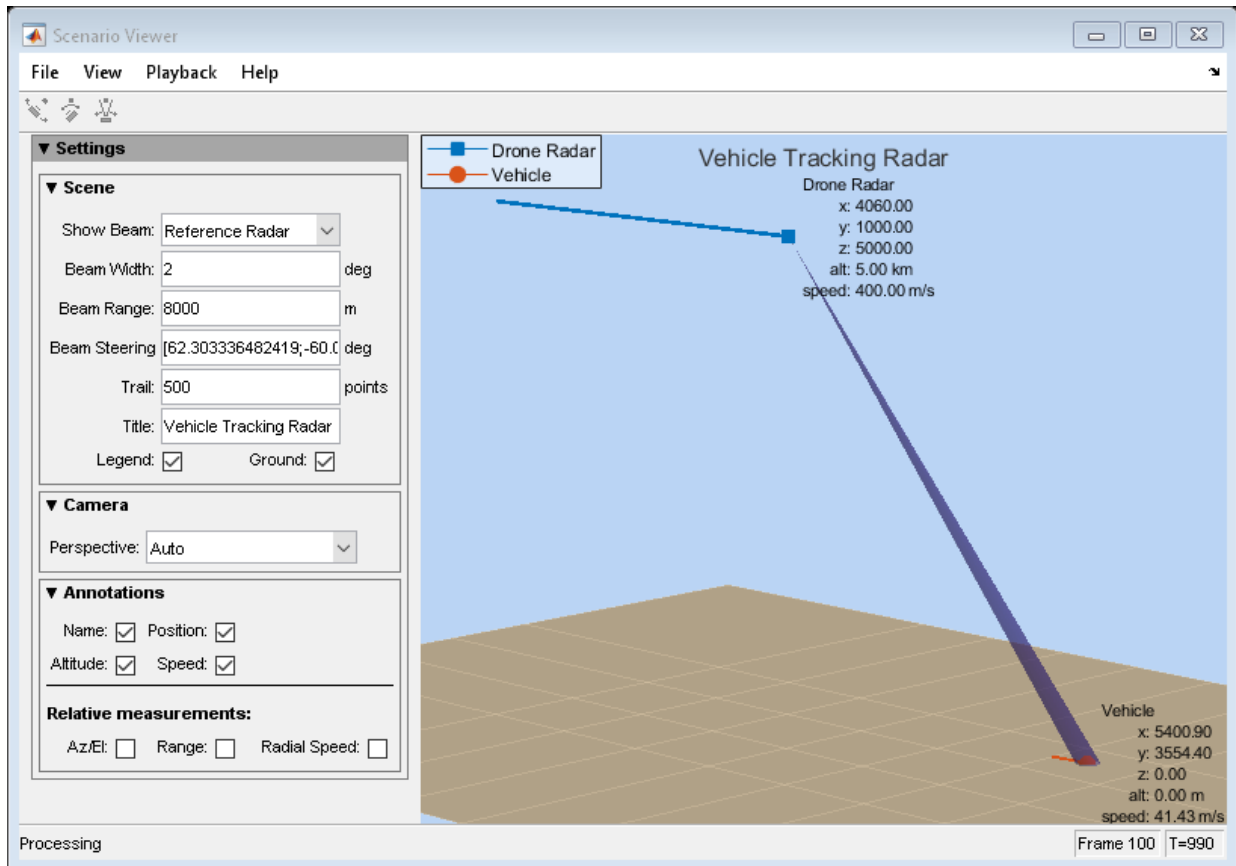 Scenario Viewer
File View Playback Help
▼ Settings
▼ Scene
Show Beam: Reference Radar
Beam Width: 2 deg
Beam Range: 8000 m
Beam Steering [62.303336482419;-60.0 deg
Trail: 500 points
Title: Vehicle Tracking Radar
Legend: Ground:
▼ Camera
Perspective: Auto
▼ Annotations
Name: Position:
Altitude: Speed:
Relative measurements:
Az/El: Range: Radial Speed:
Drone Radar
Vehicle
Vehicle Tracking Radar
Drone Radar
x: 4060.00
y: 1000.00
z: 5000.00
alt: 5.00 km
speed: 400.00 m/s
Vehicle
x: 5400.90
y: 3554.40
z: 0.00
alt: 0.00 m
speed: 41.43 m/s
Processing
Frame 100 T=990